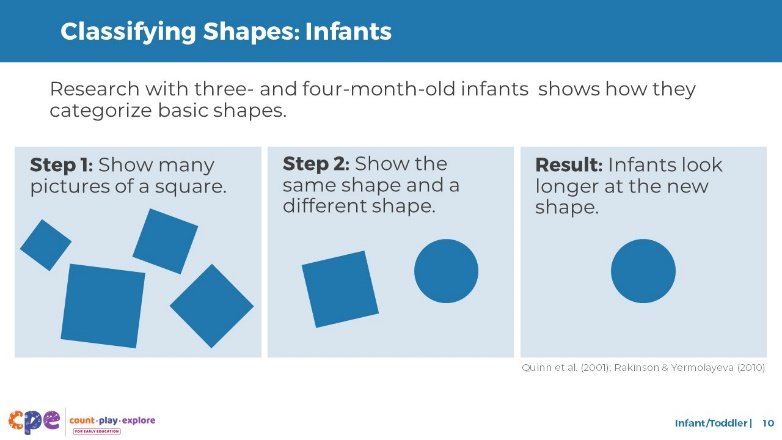 Classifying Shapes: Infants
Research with three- and four-month-old infants shows how they
categorize basic shapes.
Step 1: Show many
pictures of a square.
Step 2: Show the
same shape and a
different shape.
Result: Infants look
longer at the new
shape.
Quinn et al. (2001); Rakinson & Yermolayeva (2010)
cpe
count·play·explore
FOR EARLY EDUCATION
Infant/Toddler | 10